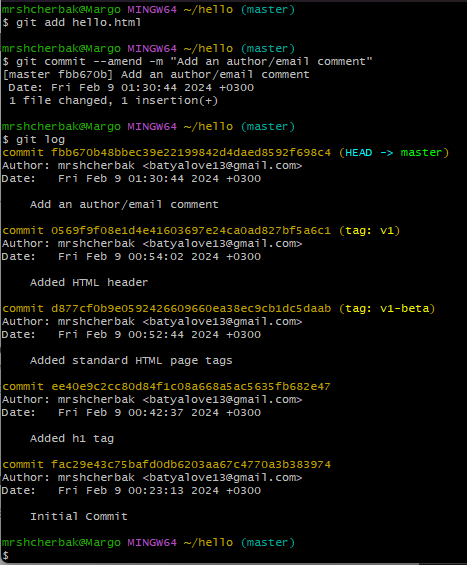 mrshcherbak@Margo MINGW64 ~/hello (master)
$ git add hello.html
mrshcherbak@Margo MINGW64 ~/hello (master)
$ git commit --amend -m "Add an author/email comment"
[master fbb670b] Add an author/email comment
Date: Fri Feb 9 01:30:44 2024 +0300
1 file changed, 1 insertion(+)
mrshcherbak@Margo MINGW64 ~/hello (master)
$ git log
commit fbb670b48bbec39e22199842d4daed8592f698c4 (HEAD -> master)
Author: mrshcherbak <batyalove13@gmail.com>
Date:   Fri Feb 9 01:30:44 2024 +0300
Add an author/email comment
commit 0569f9f08e1d4e41603697e24ca0ad827bf5a6c1 (tag: v1)
Author: mrshcherbak <batyalove13@gmail.com>
Date:   Fri Feb 9 00:54:02 2024 +0300
Added HTML header
commit d877cf0b9e0592426609660ea38ec9cb1dc5daab (tag: v1-beta)
Author: mrshcherbak <batyalove13@gmail.com>
Date:   Fri Feb 9 00:52:44 2024 +0300
Added standard HTML page tags
commit ee40e9c2cc80d84f1c08a668a5ac5635fb682e47
Author: mrshcherbak <batyalove13@gmail.com>
Date:   Fri Feb 9 00:42:37 2024 +0300
Added h1 tag
commit fac29e43c75bafd0db6203aa67c4770a3b383974
Author: mrshcherbak <batyalove13@gmail.com>
Date:   Fri Feb 9 00:23:13 2024 +0300
Initial Commit
mrshcherbak@Margo MINGW64 ~/hello (master)
$